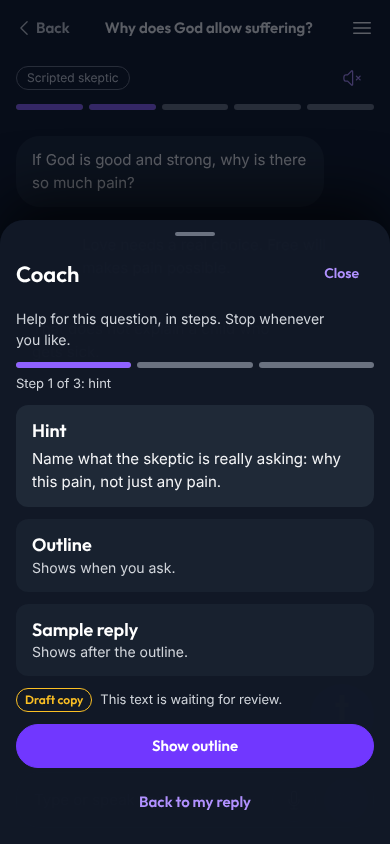 Back
Why does God allow suffering?
Scripted skeptic
If God is good and strong, why is there
so much pain?
Coach
Close
Help for this question, in steps. Stop whenever
you like.
Step 1 of 3: hint
Hint
Name what the skeptic is really asking: why
this pain, not just any pain.
Outline
Shows when you ask.
Sample reply
Shows after the outline.
Draft copy
This text is waiting for review.
Show outline
Back to my reply